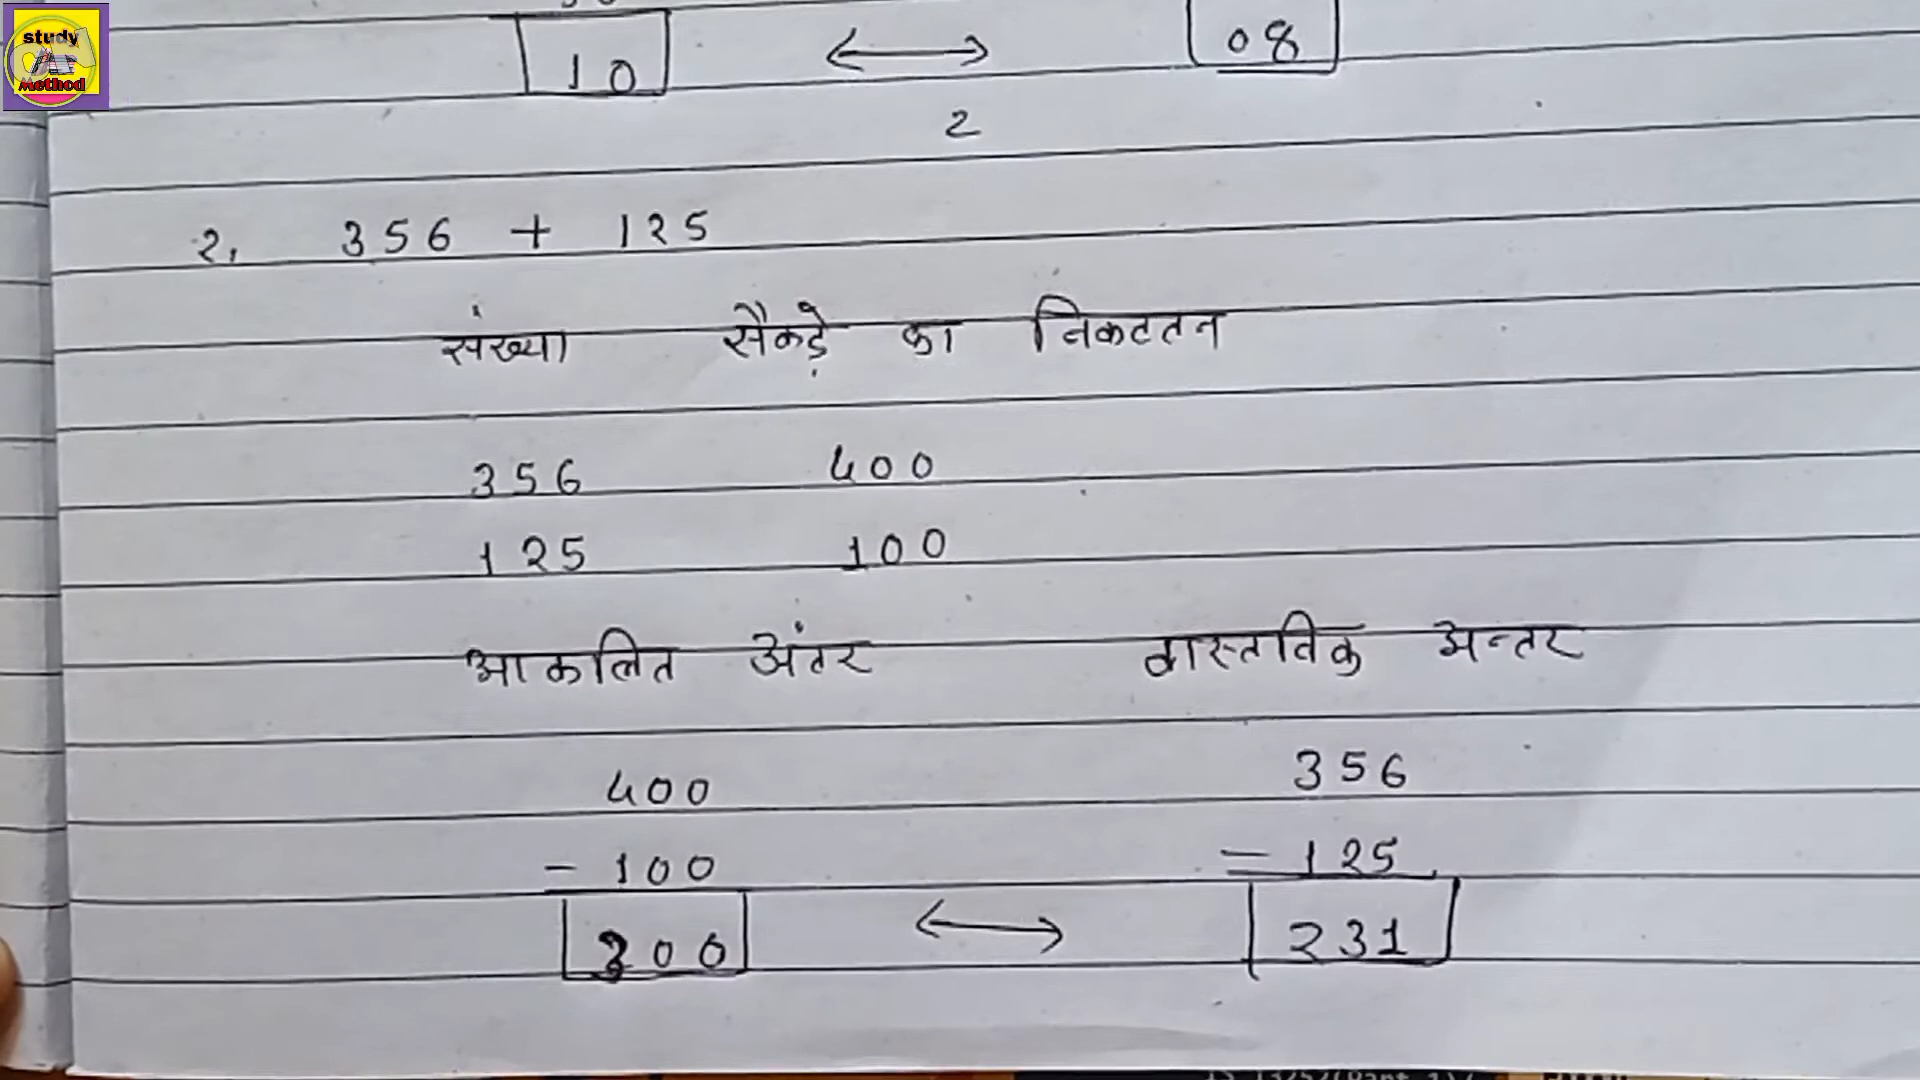 study
Method
10 ↔ 08
2
2. 356 + 125
संख्या सैकड़े का निकटतन
356 400
125 100
आकलित अंतर वास्तविक अन्तर
400 356
- 100 - 125
300 ↔ 231